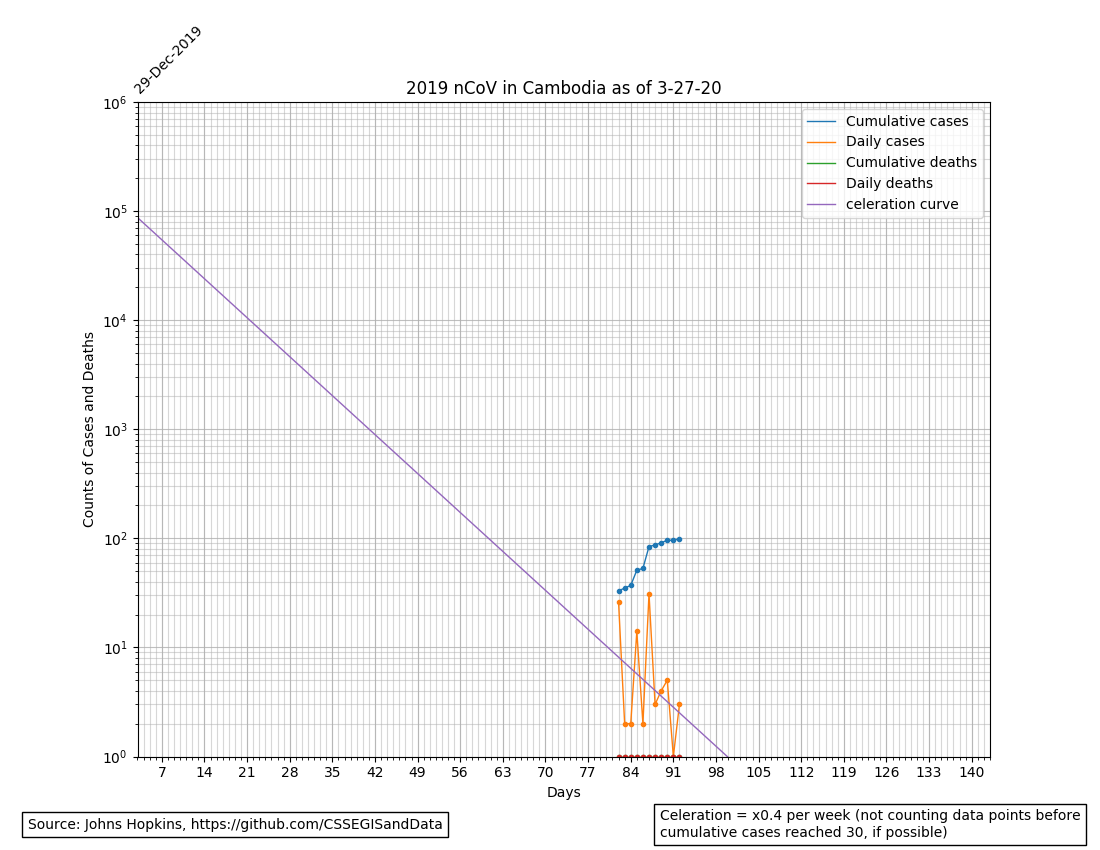 29-Dec-2019
2019 nCoV in Cambodia as of 3-27-20
10^6
10^5
10^4
10^3
10^2
10^1
10^0
Counts of Cases and Deaths
Cumulative cases
Daily cases
Cumulative deaths
Daily deaths
celeration curve
7 14 21 28 35 42 49 56 63 70 77 84 91 98 105 112 119 126 133 140
Days
Source: Johns Hopkins, https://github.com/CSSEGISandData
Celeration = x0.4 per week (not counting data points before
cumulative cases reached 30, if possible)